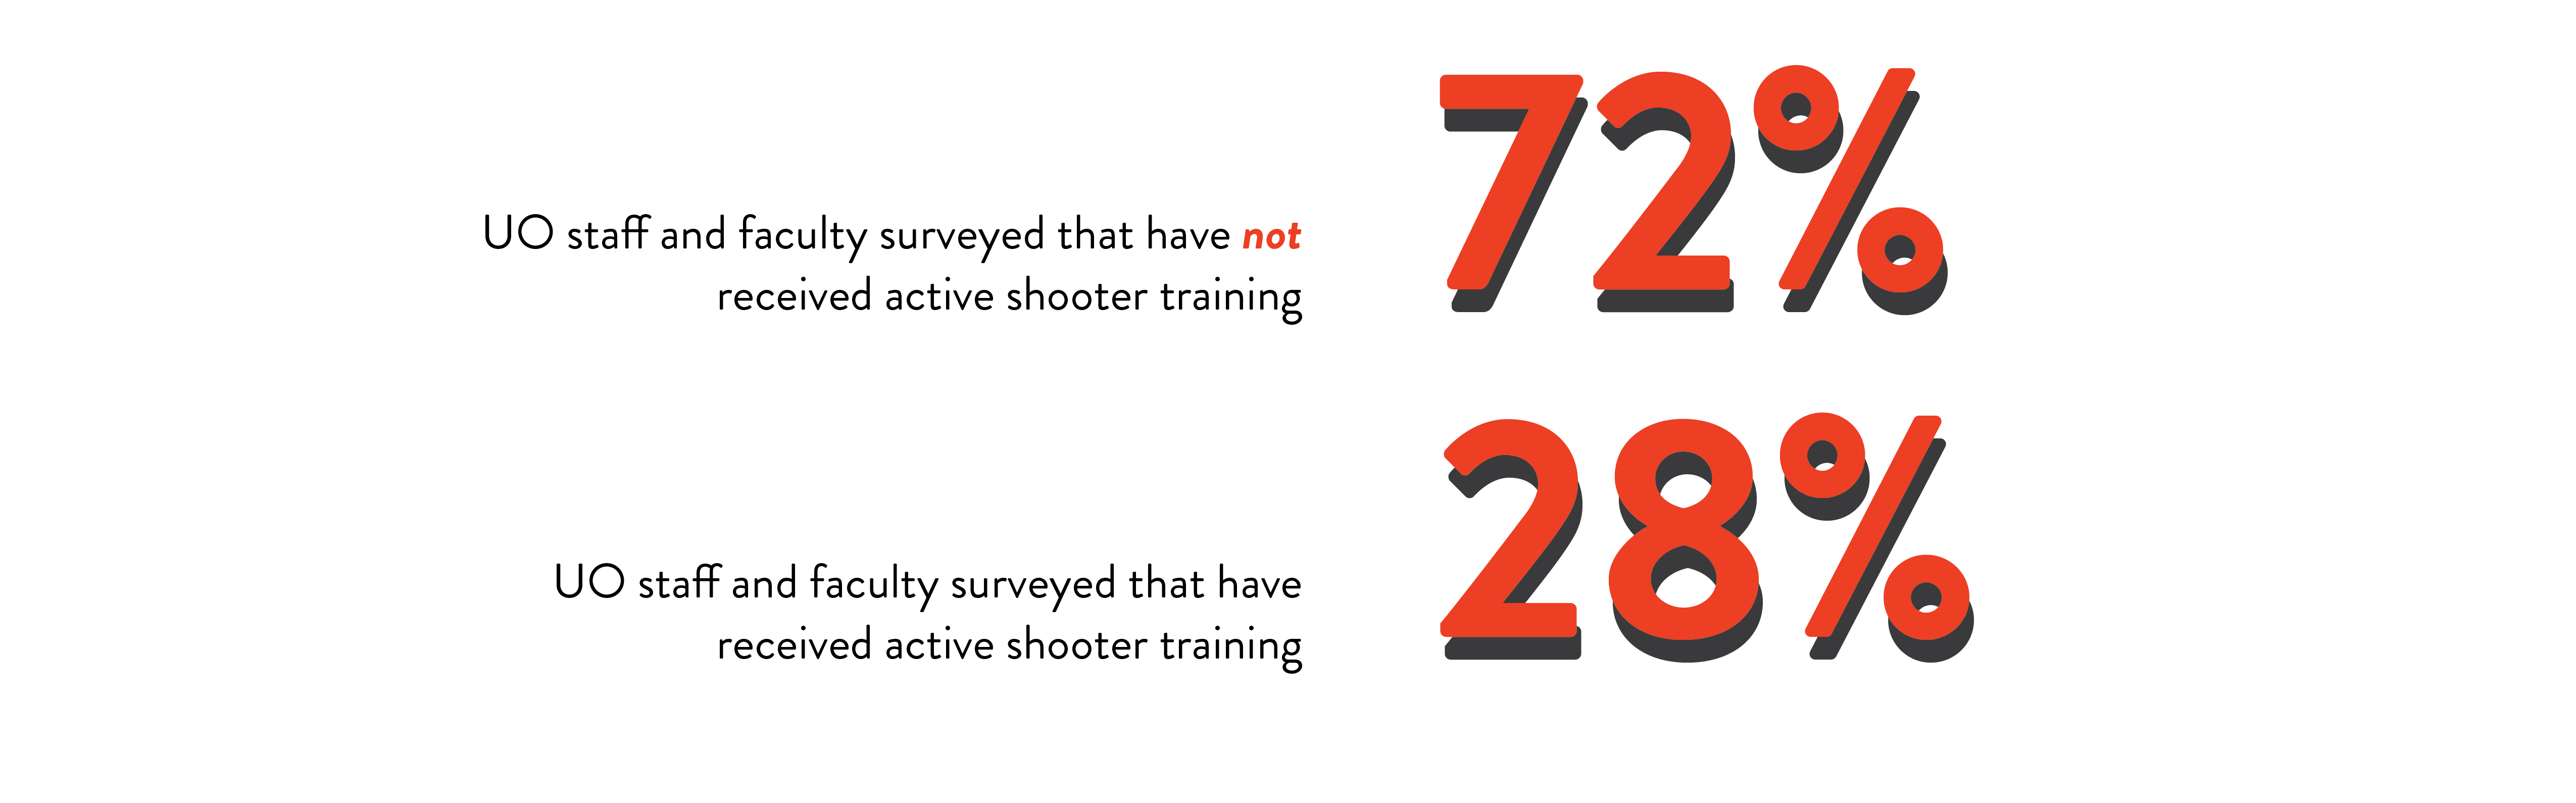 UO staff and faculty surveyed that have not
received active shooter training
72%
UO staff and faculty surveyed that have
received active shooter training
28%